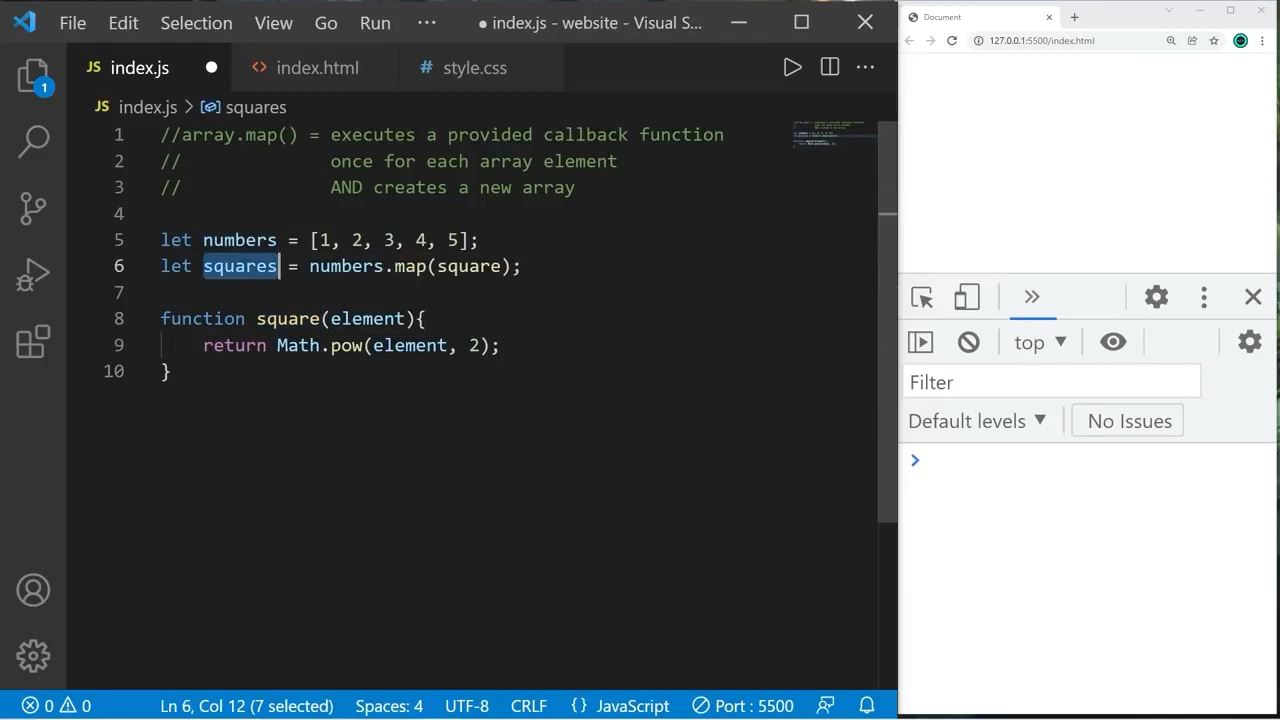 File Edit Selection View Go Run ··· ● index.js - website - Visual S...
JS index.js ● <> index.html # style.css ···
JS index.js > squares
1 //array.map() = executes a provided callback function
2 // once for each array element
3 // AND creates a new array
4
5 let numbers = [1, 2, 3, 4, 5];
6 let squares = numbers.map(square);
7
8 function square(element){
9 return Math.pow(element, 2);
10 }
1
0 0 Ln 6, Col 12 (7 selected) Spaces: 4 UTF-8 CRLF {} JavaScript Port : 5500
Document
127.0.0.1:5500/index.html
top
Filter
Default levels No Issues
>